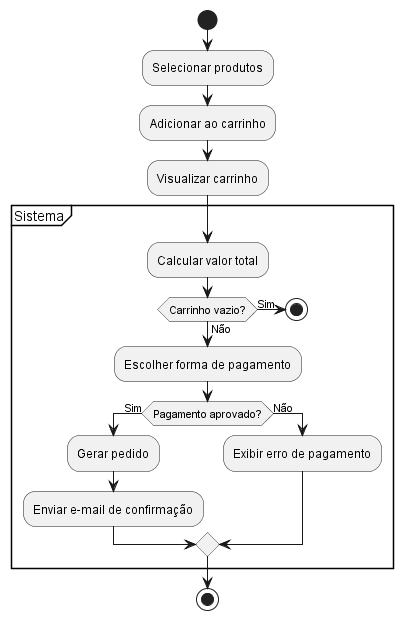 Selecionar produtos
Adicionar ao carrinho
Visualizar carrinho
Sistema
Calcular valor total
Carrinho vazio?
Sim
Não
Escolher forma de pagamento
Sim
Pagamento aprovado?
Não
Gerar pedido
Exibir erro de pagamento
Enviar e-mail de confirmação